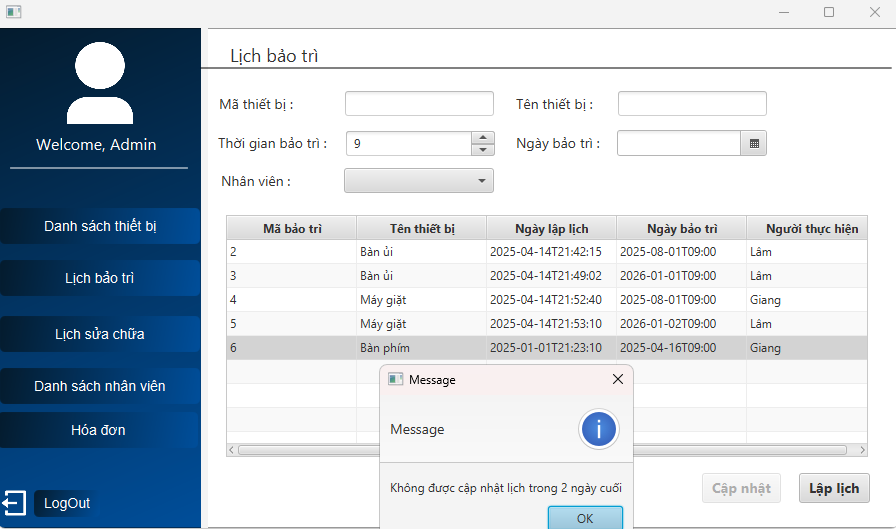 Welcome, Admin
Danh sách thiết bị
Lịch bảo trì
Lịch sửa chữa
Danh sách nhân viên
Hóa đơn
LogOut
Lịch bảo trì
Mã thiết bị : Tên thiết bị :
Thời gian bảo trì : 9 Ngày bảo trì :
Nhân viên :
Mã bảo trì Tên thiết bị Ngày lập lịch Ngày bảo trì Người thực hiện
2 Bàn ủi 2025-04-14T21:42:15 2025-08-01T09:00 Lâm
3 Bàn ủi 2025-04-14T21:49:02 2026-01-01T09:00 Lâm
4 Máy giặt 2025-04-14T21:52:40 2025-08-01T09:00 Giang
5 Máy giặt 2025-04-14T21:53:10 2026-01-02T09:00 Lâm
6 Bàn phím 2025-01-01T21:23:10 2025-04-16T09:00 Giang
Message
Message
Không được cập nhật lịch trong 2 ngày cuối
OK
Cập nhật Lập lịch